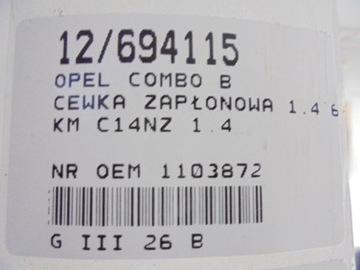 12/694115
OPEL COMBO B
CEWKA ZAPŁONOWA 1.4 6
KM C14NZ 1.4
NR OEM 1103872
G III 26 B